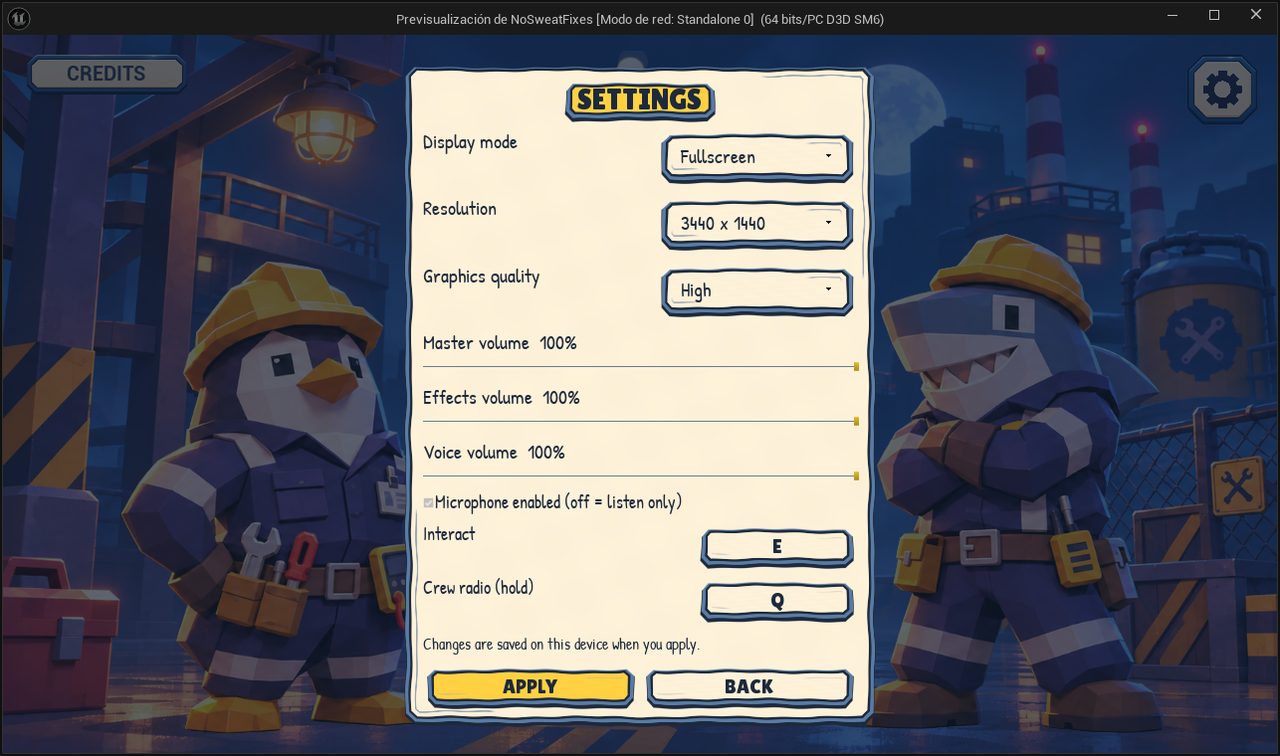 Previsualización de NoSweatFixes [Modo de red: Standalone 0] (64 bits/PC D3D SM6)
CREDITS
SETTINGS
Display mode
Fullscreen
Resolution
3440 x 1440
Graphics quality
High
Master volume 100%
Effects volume 100%
Voice volume 100%
Microphone enabled (off = listen only)
Interact
E
Crew radio (hold)
Q
Changes are saved on this device when you apply.
APPLY
BACK